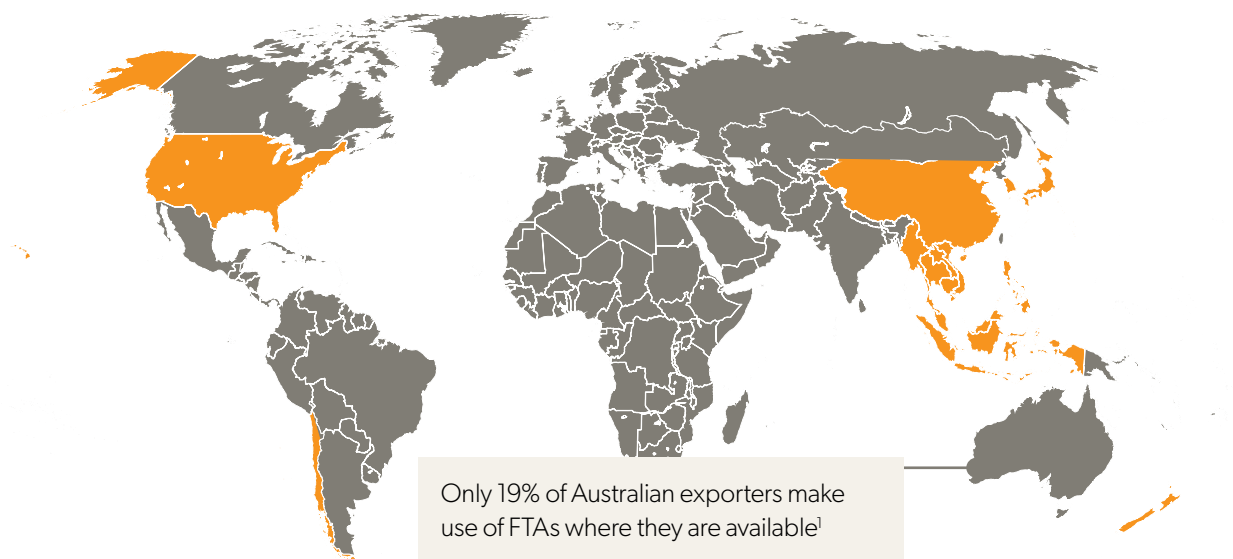 Only 19% of Australian exporters make
use of FTAs where they are available¹